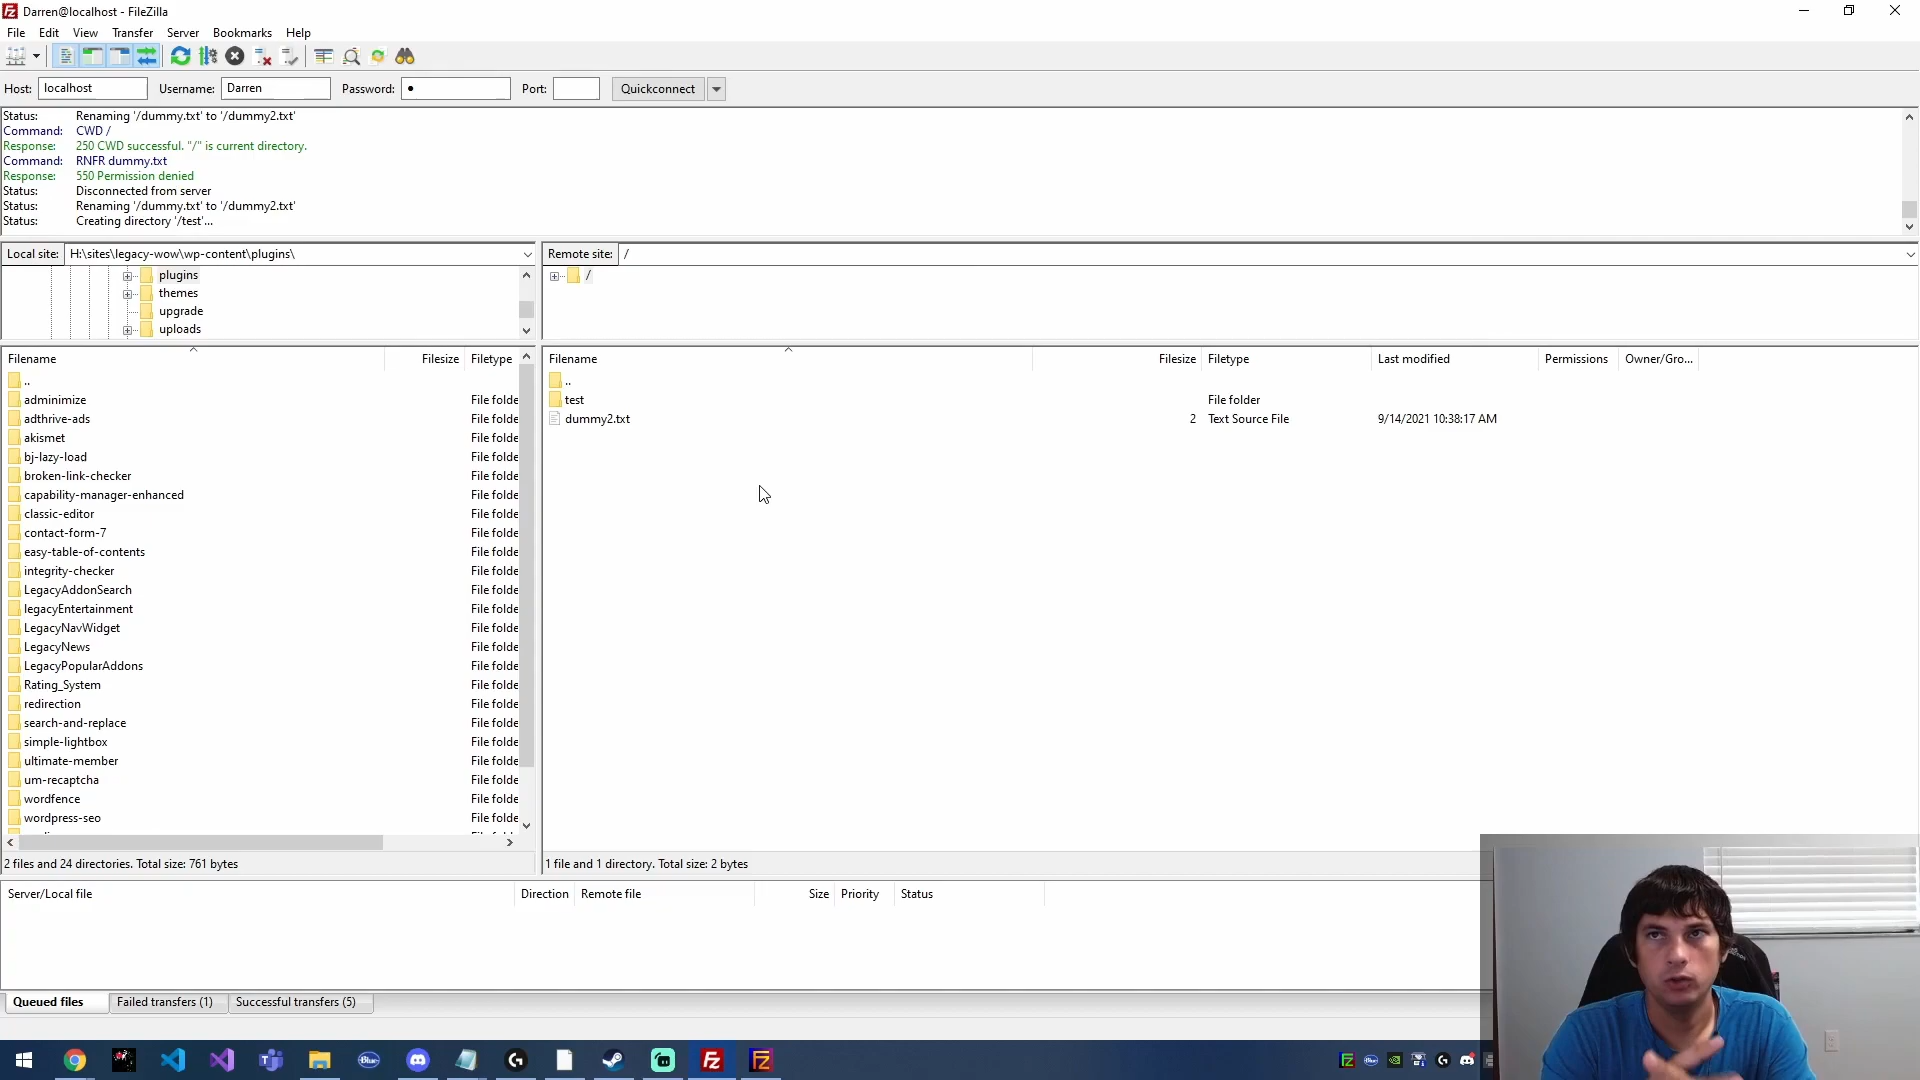 Darren@localhost - FileZilla
File Edit View Transfer Server Bookmarks Help
Host: localhost Username: Darren Password: ● Port: Quickconnect
Status: Renaming '/dummy.txt' to '/dummy2.txt'
Command: CWD /
Response: 250 CWD successful. "/" is current directory.
Command: RNFR dummy.txt
Response: 550 Permission denied
Status: Disconnected from server
Status: Renaming '/dummy.txt' to '/dummy2.txt'
Status: Creating directory '/test'...
Local site: H:\sites\legacy-wow\wp-content\plugins\
plugins
themes
upgrade
uploads
Remote site: /
/
Filename Filesize Filetype
..
adminimize File folde
adthrive-ads File folde
akismet File folde
bj-lazy-load File folde
broken-link-checker File folde
capability-manager-enhanced File folde
classic-editor File folde
contact-form-7 File folde
easy-table-of-contents File folde
integrity-checker File folde
LegacyAddonSearch File folde
legacyEntertainment File folde
LegacyNavWidget File folde
LegacyNews File folde
LegacyPopularAddons File folde
Rating_System File folde
redirection File folde
search-and-replace File folde
simple-lightbox File folde
ultimate-member File folde
um-recaptcha File folde
wordfence File folde
wordpress-seo File folde
2 files and 24 directories. Total size: 761 bytes
Filename Filesize Filetype Last modified Permissions Owner/Gro...
..
test File folder
dummy2.txt 2 Text Source File 9/14/2021 10:38:17 AM
1 file and 1 directory. Total size: 2 bytes
Server/Local file Direction Remote file Size Priority Status
Queued files Failed transfers (1) Successful transfers (5)